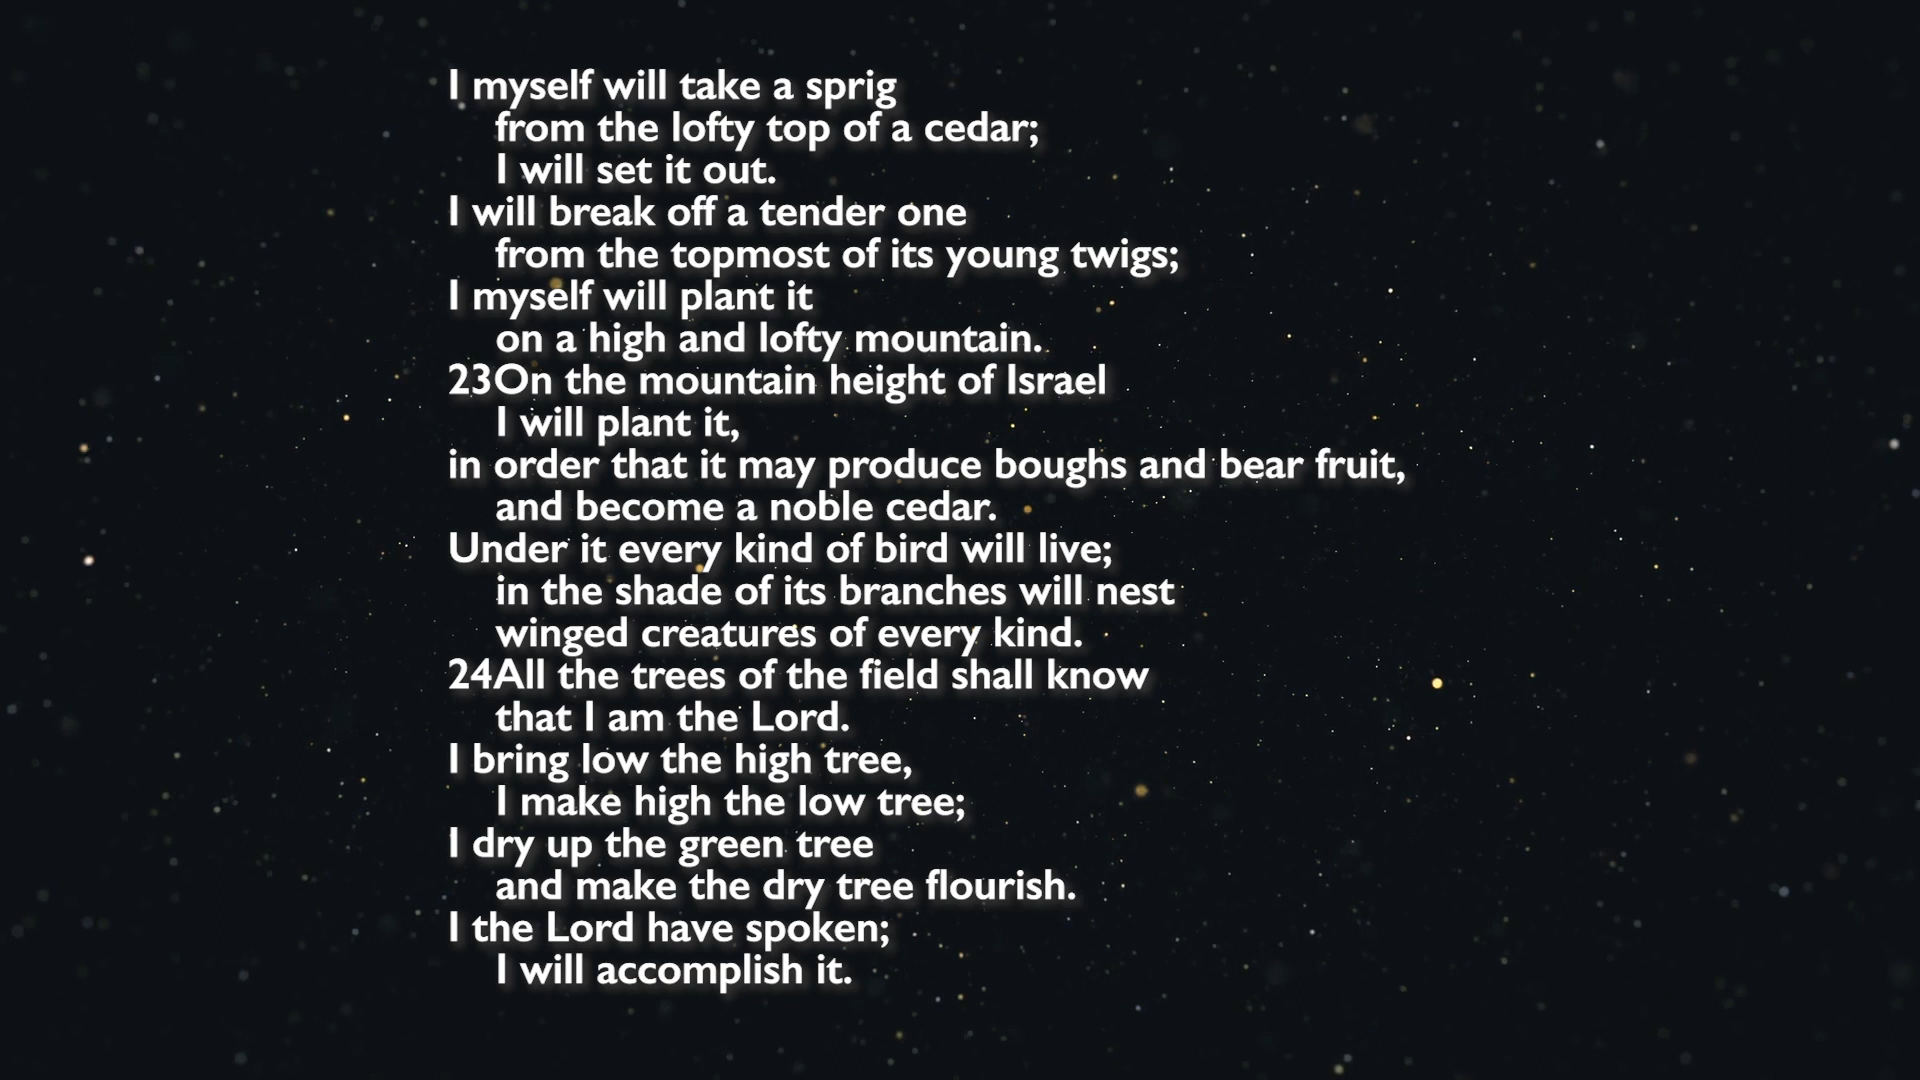 I myself will take a sprig
from the lofty top of a cedar;
I will set it out.
I will break off a tender one
from the topmost of its young twigs;
I myself will plant it
on a high and lofty mountain.
23On the mountain height of Israel
I will plant it,
in order that it may produce boughs and bear fruit,
and become a noble cedar.
Under it every kind of bird will live;
in the shade of its branches will nest
winged creatures of every kind.
24All the trees of the field shall know
that I am the Lord.
I bring low the high tree,
I make high the low tree;
I dry up the green tree
and make the dry tree flourish.
I the Lord have spoken;
I will accomplish it.